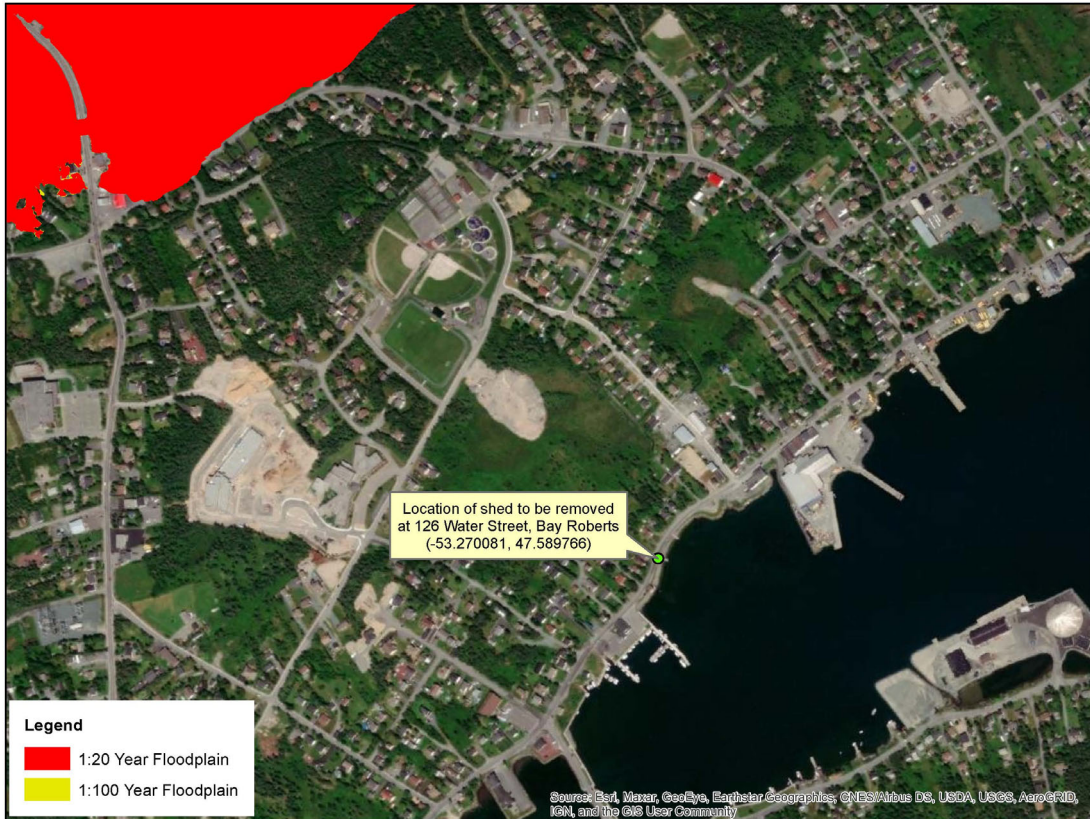 Location of shed to be removed
at 126 Water Street, Bay Roberts
(-53.270081, 47.589766)
Legend
1:20 Year Floodplain
1:100 Year Floodplain
Source: Esri, Maxar, GeoEye, Earthstar Geographics, CNES/Airbus DS, USDA, USGS, AeroGRID,
IGN, and the GIS User Community